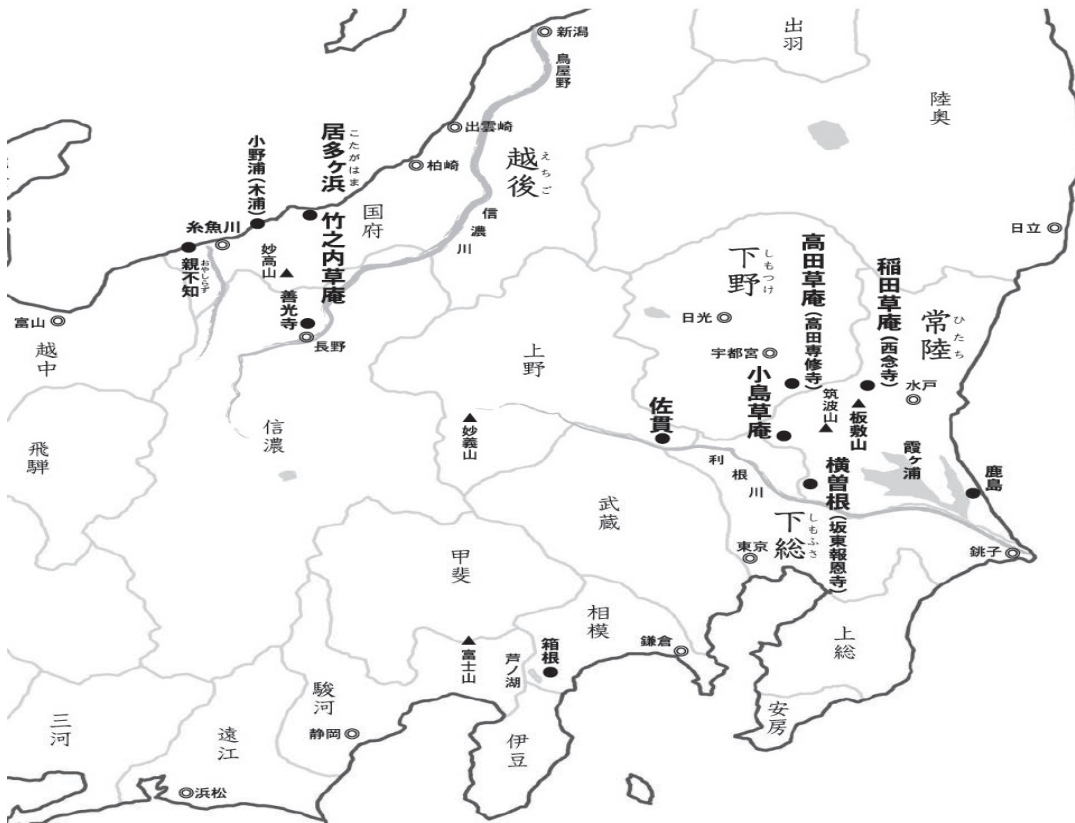 新潟
鳥屋野
出羽
陸奥
出雲崎
柏崎
越後
えちご
信濃川
居多ヶ浜
こたがはま
竹之内草庵
国府
小野浦(木浦)
糸魚川
親不知
おやしらず
妙高山
善光寺
長野
富山
越中
飛騨
信濃
上野
妙義山
下野
しもつけ
日光
宇都宮
高田草庵(高田専修寺)
稲田草庵(西念寺)
常陸
ひたち
日立
水戸
筑波山
板敷山
霞ヶ浦
鹿島
小島草庵
佐貫
利根川
横曽根(坂東報恩寺)
下総
しもふさ
東京
銚子
武蔵
甲斐
相模
鎌倉
箱根
芦ノ湖
富士山
上総
安房
伊豆
駿河
静岡
遠江
浜松
三河